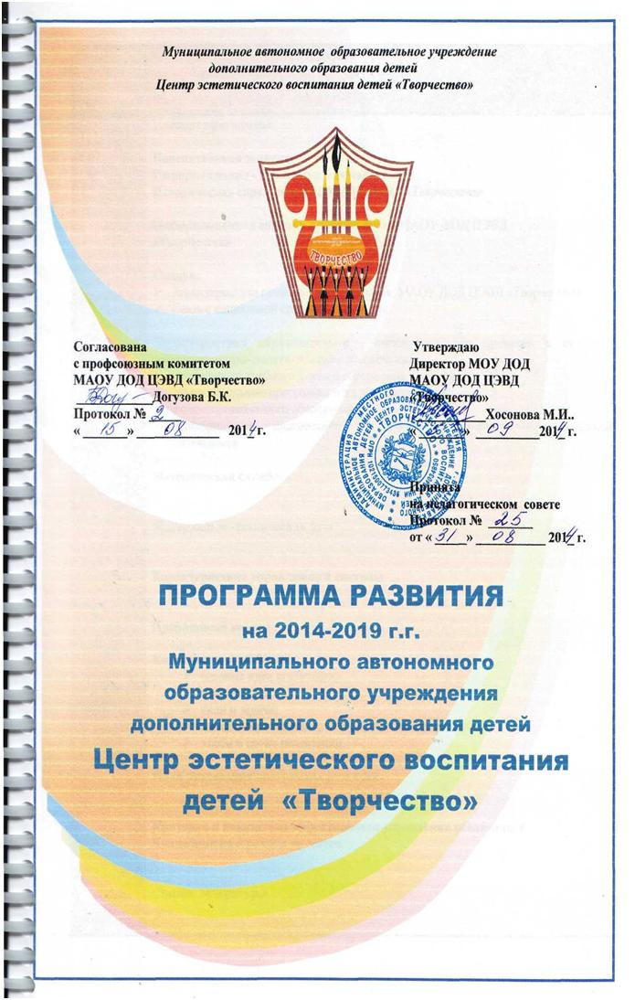 Муниципальное автономное образовательное учреждение
дополнительного образования детей
Центр эстетического воспитания детей «Творчество»
ТВОРЧЕСТВО
Согласована
с профсоюзным комитетом
МАОУ ДОД ЦЭВД «Творчество»
Догузова Б.К.
Протокол № 2
« 15 » 08 2014 г.
Утверждаю
Директор МОУ ДОД
МАОУ ДОД ЦЭВД
«Творчество»
Хосонова М.И..
« » 09 2014 г.
Принята
на педагогическом совете
Протокол № 25
от « 31 » 08 2014 г.
ПРОГРАММА РАЗВИТИЯ
на 2014-2019 г.г.
Муниципального автономного
образовательного учреждения
дополнительного образования детей
Центр эстетического воспитания
детей «Творчество»